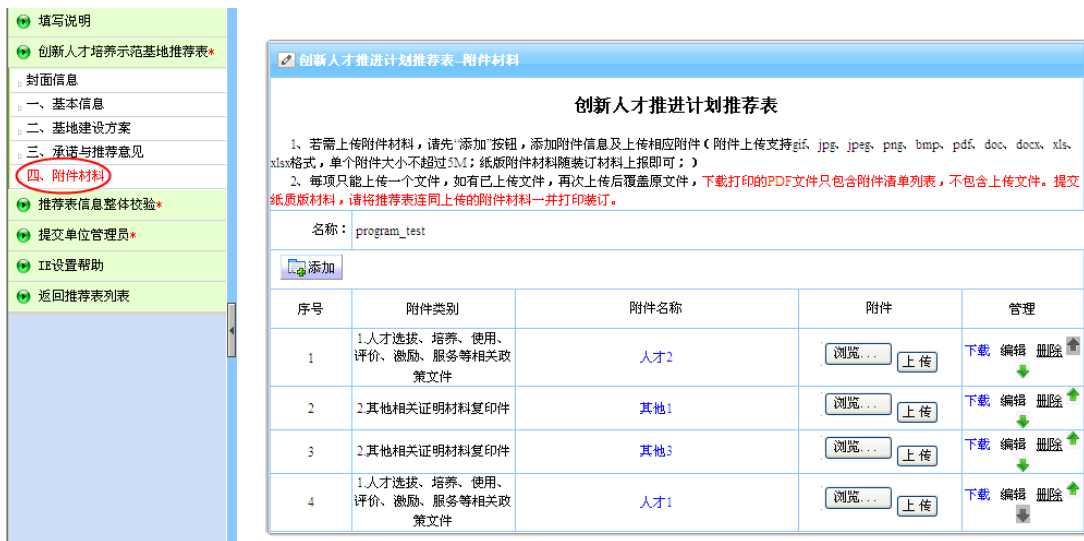 填写说明
创新人才培养示范基地推荐表*
封面信息
一、基本信息
二、基地建设方案
三、承诺与推荐意见
四、附件材料
推荐表信息整体校验*
提交单位管理员*
IE设置帮助
返回推荐表列表
创新人才推进计划推荐表–附件材料
创新人才推进计划推荐表
1、若需上传附件材料，请先“添加”按钮，添加附件信息及上传相应附件(附件上传支持gif、jpg、jpeg、png、bmp、pdf、doc、docx、xls、
xlsx格式，单个附件大小不超过5M；纸版附件材料随装订材料上报即可；)
2、每项只能上传一个文件，如有已上传文件，再次上传后覆盖原文件，下载打印的PDF文件只包含附件清单列表，不包含上传文件。提交
纸质版材料，请将推荐表连同上传的附件材料一并打印装订。
名称： program_test
添加
序号 附件类别 附件名称 附件 管理
1 1.人才选拔、培养、使用、 人才2 浏览... 上传 下载 编辑 删除
评价、激励、服务等相关政
策文件
2 2.其他相关证明材料复印件 其他1 浏览... 上传 下载 编辑 删除
3 2.其他相关证明材料复印件 其他3 浏览... 上传 下载 编辑 删除
4 1.人才选拔、培养、使用、 人才1 浏览... 上传 下载 编辑 删除
评价、激励、服务等相关政
策文件